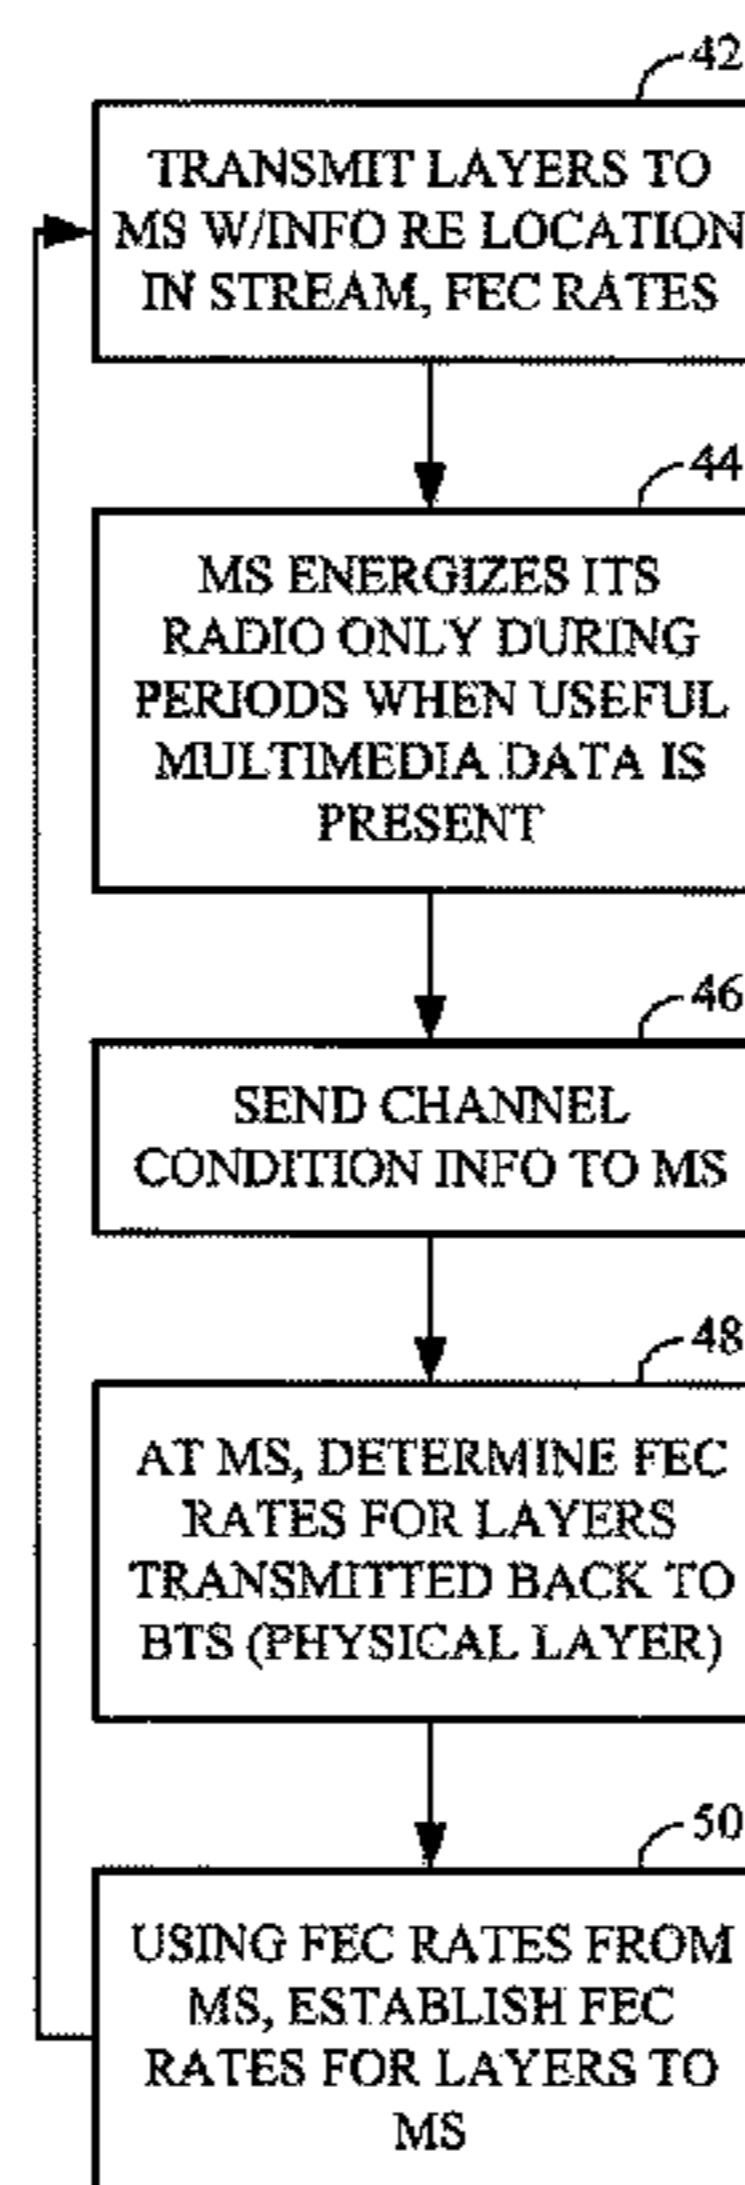 42
TRANSMIT LAYERS TO
MS W/INFO RE LOCATION
IN STREAM, FEC RATES
44
MS ENERGIZES ITS
RADIO ONLY DURING
PERIODS WHEN USEFUL
MULTIMEDIA DATA IS
PRESENT
46
SEND CHANNEL
CONDITION INFO TO MS
48
AT MS, DETERMINE FEC
RATES FOR LAYERS
TRANSMITTED BACK TO
BTS (PHYSICAL LAYER)
50
USING FEC RATES FROM
MS, ESTABLISH FEC
RATES FOR LAYERS TO
MS